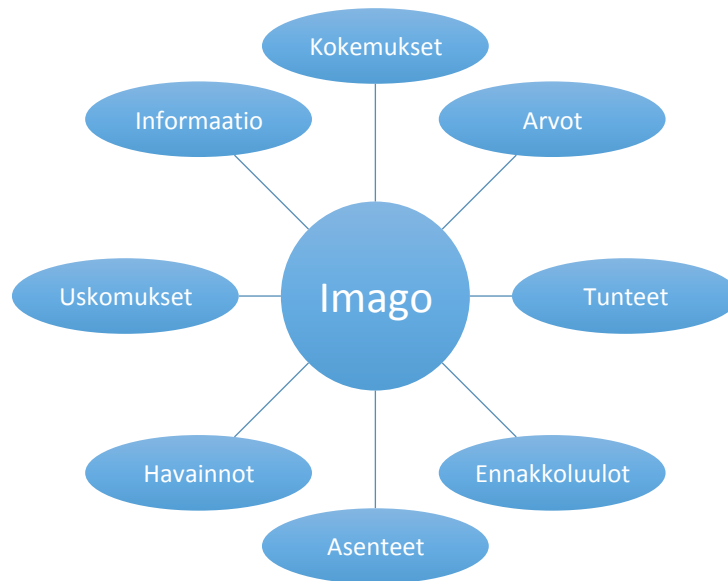 Kokemukset
Informaatio
Arvot
Uskomukset
Imago
Tunteet
Havainnot
Ennakkoluulot
Asenteet